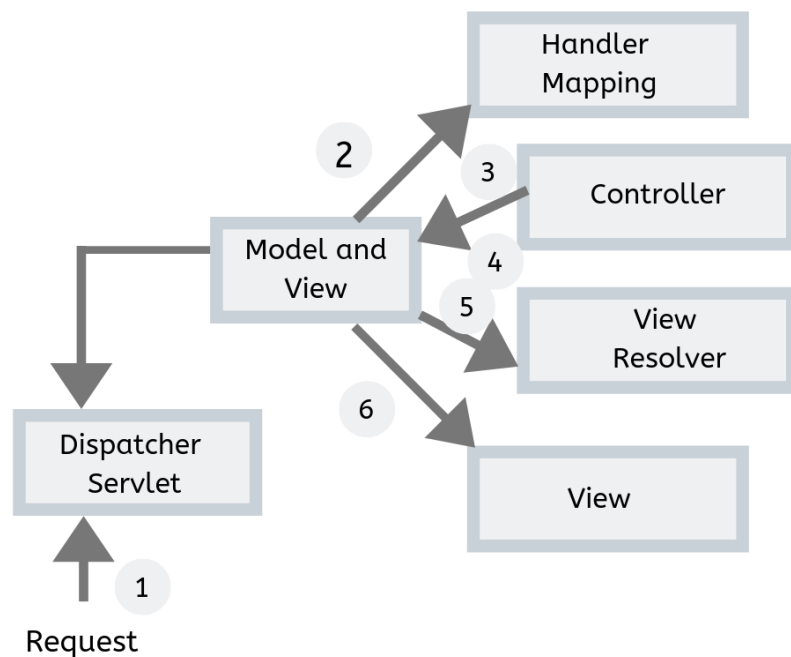 Handler
Mapping
2
3
Controller
Model and
View
4
5
View
Resolver
6
Dispatcher
Servlet
View
1
Request